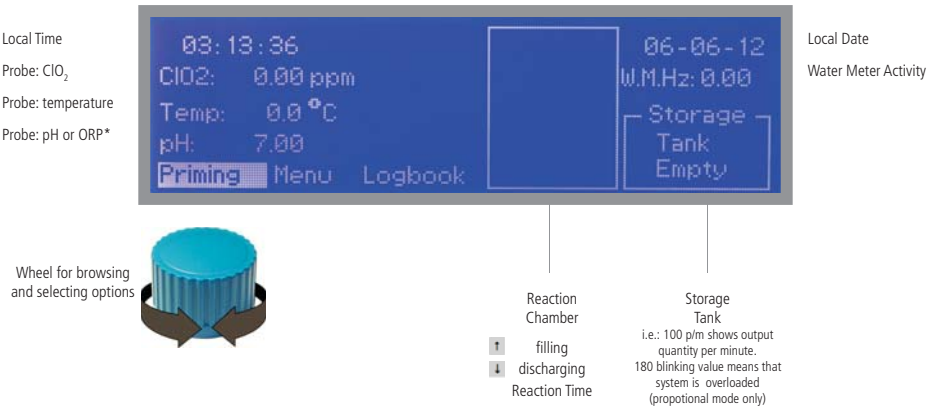 Local Time
Probe: ClO2
Probe: temperature
Probe: pH or ORP*
03:13:36
ClO2: 0.00 ppm
Temp: 0.0 °C
pH: 7.00
Priming Menu Logbook
06-06-12
W.M.Hz: 0.00
Storage
Tank
Empty
Local Date
Water Meter Activity
Wheel for browsing
and selecting options
Reaction
Chamber
↑ filling
↓ discharging
Reaction Time
Storage
Tank
i.e.: 100 p/m shows output
quantity per minute.
180 blinking value means that
system is overloaded
(propotional mode only)